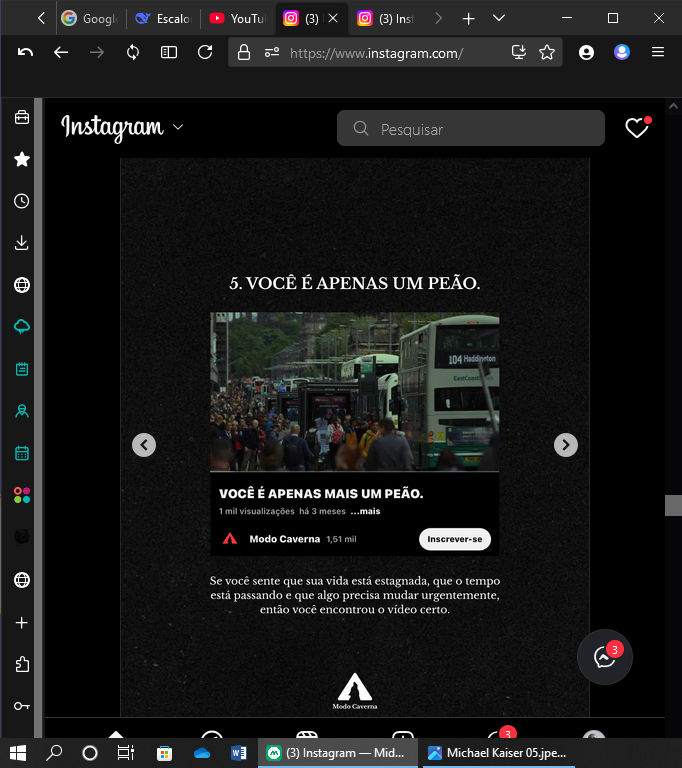 Google
Escalo
YouTu
(3) I
(3) Inst
https://www.instagram.com/
Instagram
Pesquisar
5. VOCÊ É APENAS UM PEÃO.
104 Haddington
EastCoast
VOCÊ É APENAS MAIS UM PEÃO.
1 mil visualizações há 3 meses ...mais
Modo Caverna 1,51 mil
Inscrever-se
Se você sente que sua vida está estagnada, que o tempo
está passando e que algo precisa mudar urgentemente,
então você encontrou o vídeo certo.
Modo Caverna
3
3
(3) Instagram — Mid...
Michael Kaiser 05.jpe...